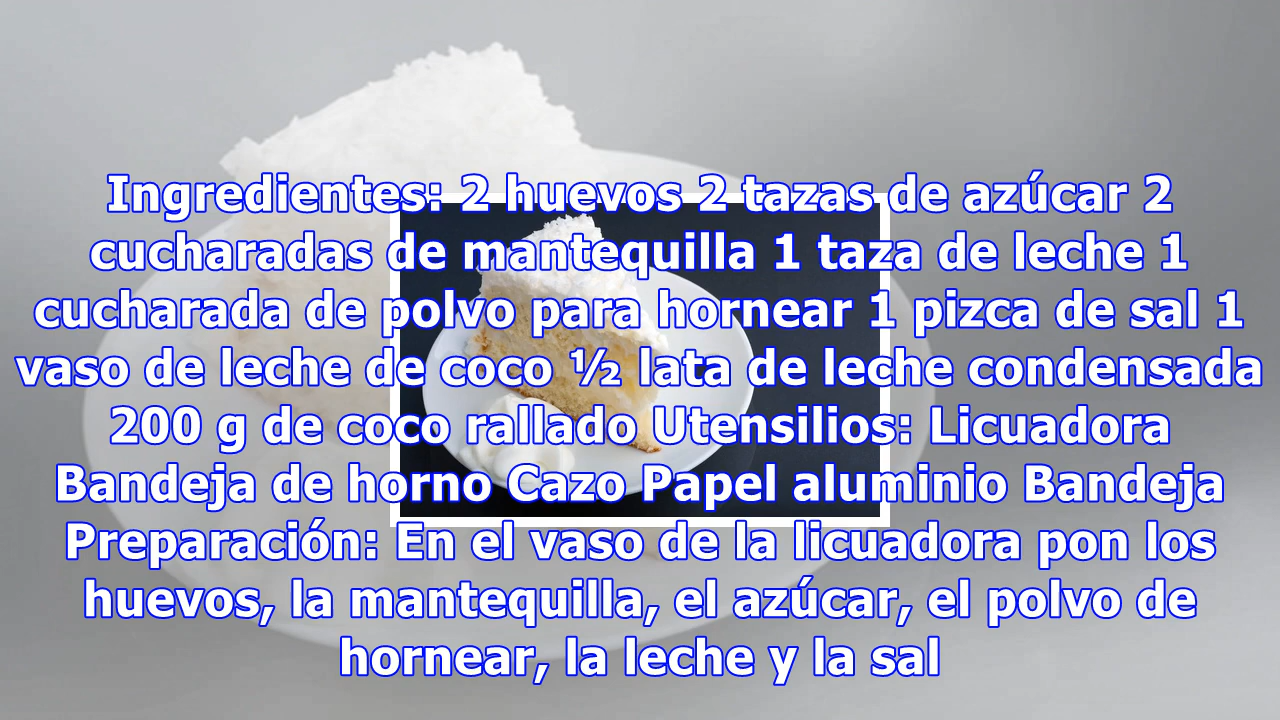 Ingredientes: 2 huevos 2 tazas de azúcar 2
cucharadas de mantequilla 1 taza de leche 1
cucharada de polvo para hornear 1 pizca de sal 1
vaso de leche de coco ½ lata de leche condensada
200 g de coco rallado Utensilios: Licuadora
Bandeja de horno Cazo Papel aluminio Bandeja
Preparación: En el vaso de la licuadora pon los
huevos, la mantequilla, el azúcar, el polvo de
hornear, la leche y la sal